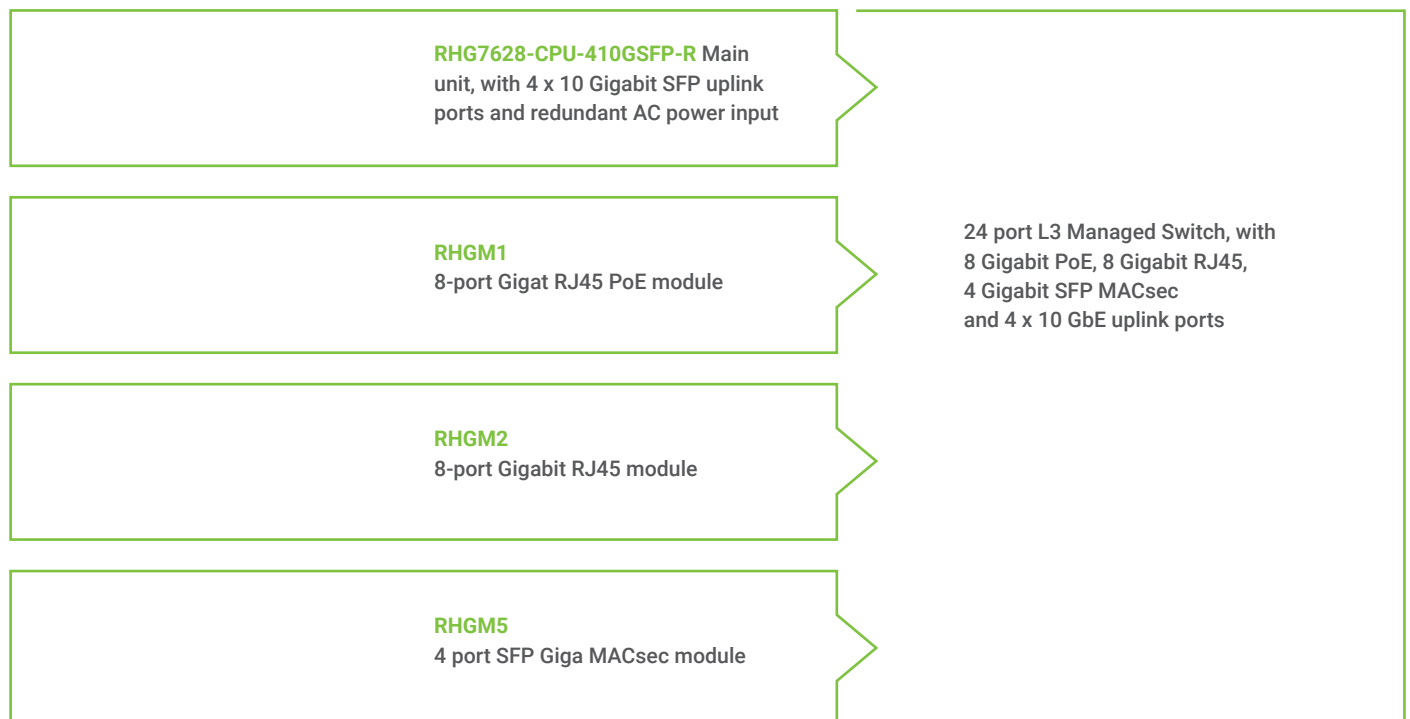 RHG7628-CPU-410GSFP-R Main
unit, with 4 x 10 Gigabit SFP uplink
ports and redundant AC power input
RHGM1
8-port Gigat RJ45 PoE module
24 port L3 Managed Switch, with
8 Gigabit PoE, 8 Gigabit RJ45,
4 Gigabit SFP MACsec
and 4 x 10 GbE uplink ports
RHGM2
8-port Gigabit RJ45 module
RHGM5
4 port SFP Giga MACsec module